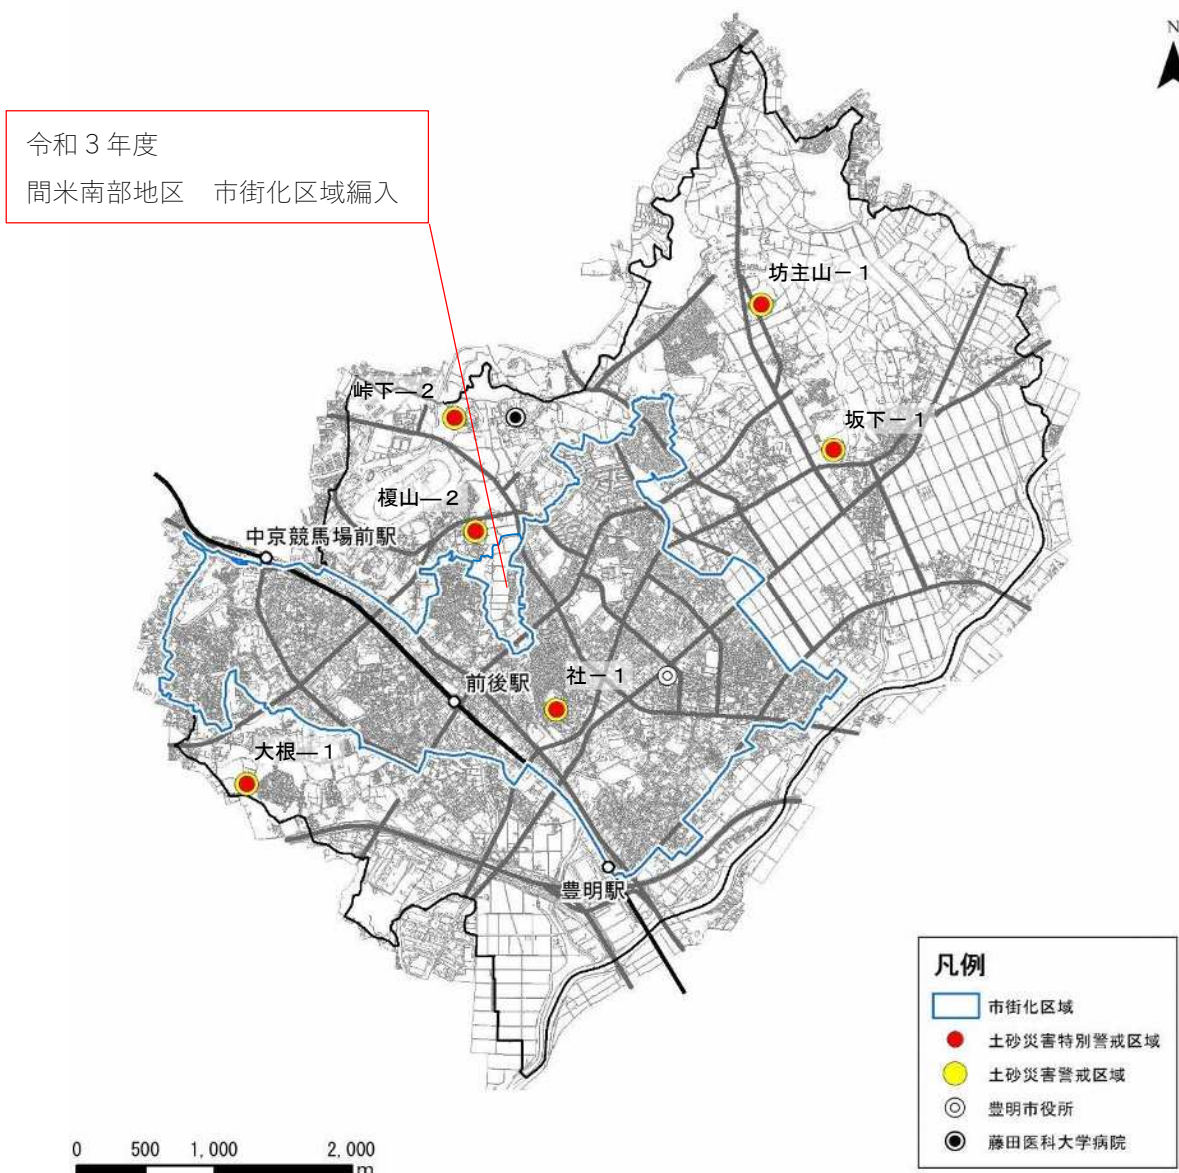 N
令和３年度
間米南部地区　市街化区域編入
坊主山－１
峠下―２
坂下－１
榎山―２
中京競馬場前駅
社－１
前後駅
大根―１
豊明駅
凡例
市街化区域
土砂災害特別警戒区域
土砂災害警戒区域
豊明市役所
藤田医科大学病院
0 500 1,000 2,000
m